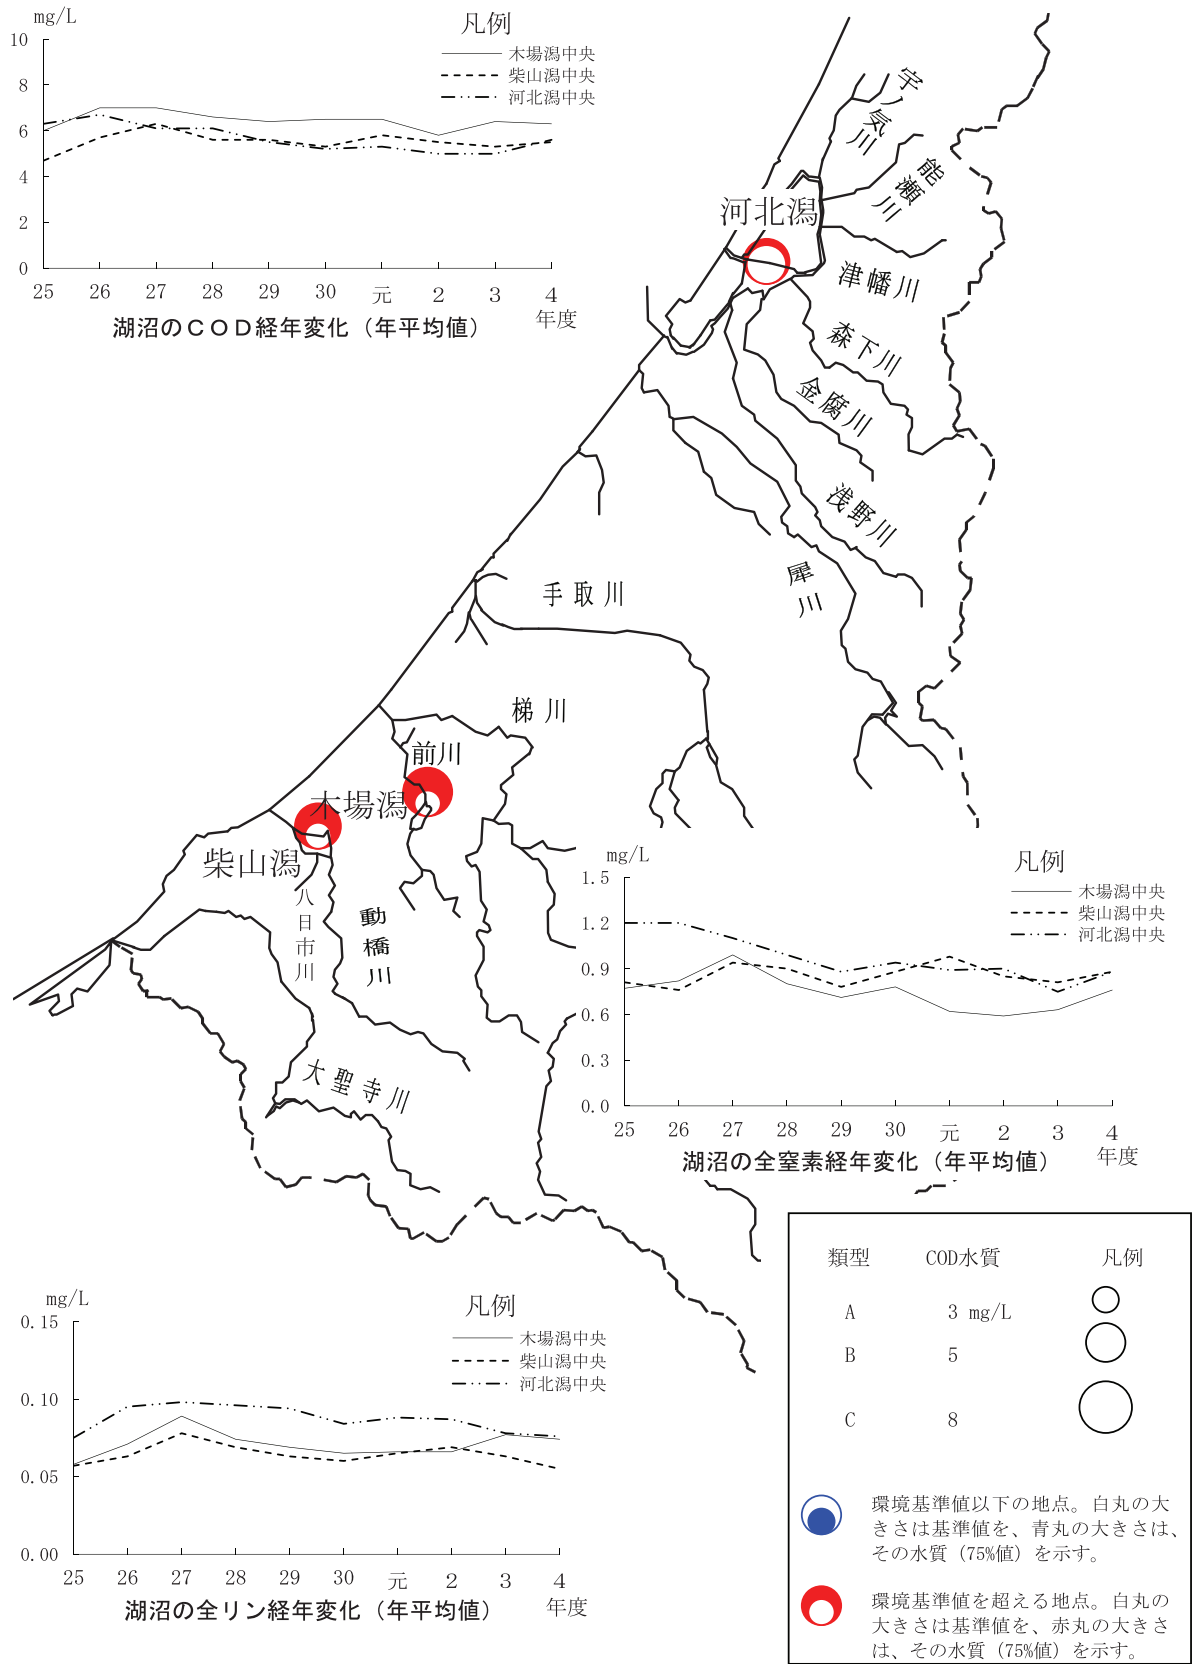 mg/L
凡例
木場潟中央
柴山潟中央
河北潟中央
10
8
6
4
2
0
25 26 27 28 29 30 元 2 3 4
年度
湖沼のCOD経年変化（年平均値）
宇ノ気川
能瀬川
河北潟
津幡川
森下川
金腐川
浅野川
犀川
手取川
梯川
前川
木場潟
柴山潟
八日市川
動橋川
大聖寺川
mg/L
凡例
木場潟中央
柴山潟中央
河北潟中央
1.5
1.2
0.9
0.6
0.3
0.0
25 26 27 28 29 30 元 2 3 4
年度
湖沼の全窒素経年変化（年平均値）
mg/L
凡例
木場潟中央
柴山潟中央
河北潟中央
0.15
0.10
0.05
0.00
25 26 27 28 29 30 元 2 3 4
年度
湖沼の全リン経年変化（年平均値）
類型 COD水質 凡例
A 3 mg/L
B 5
C 8
環境基準値以下の地点。白丸の大
きさは基準値を、青丸の大きさは、
その水質（75%値）を示す。
環境基準値を超える地点。白丸の
大きさは基準値を、赤丸の大きさ
は、その水質（75%値）を示す。